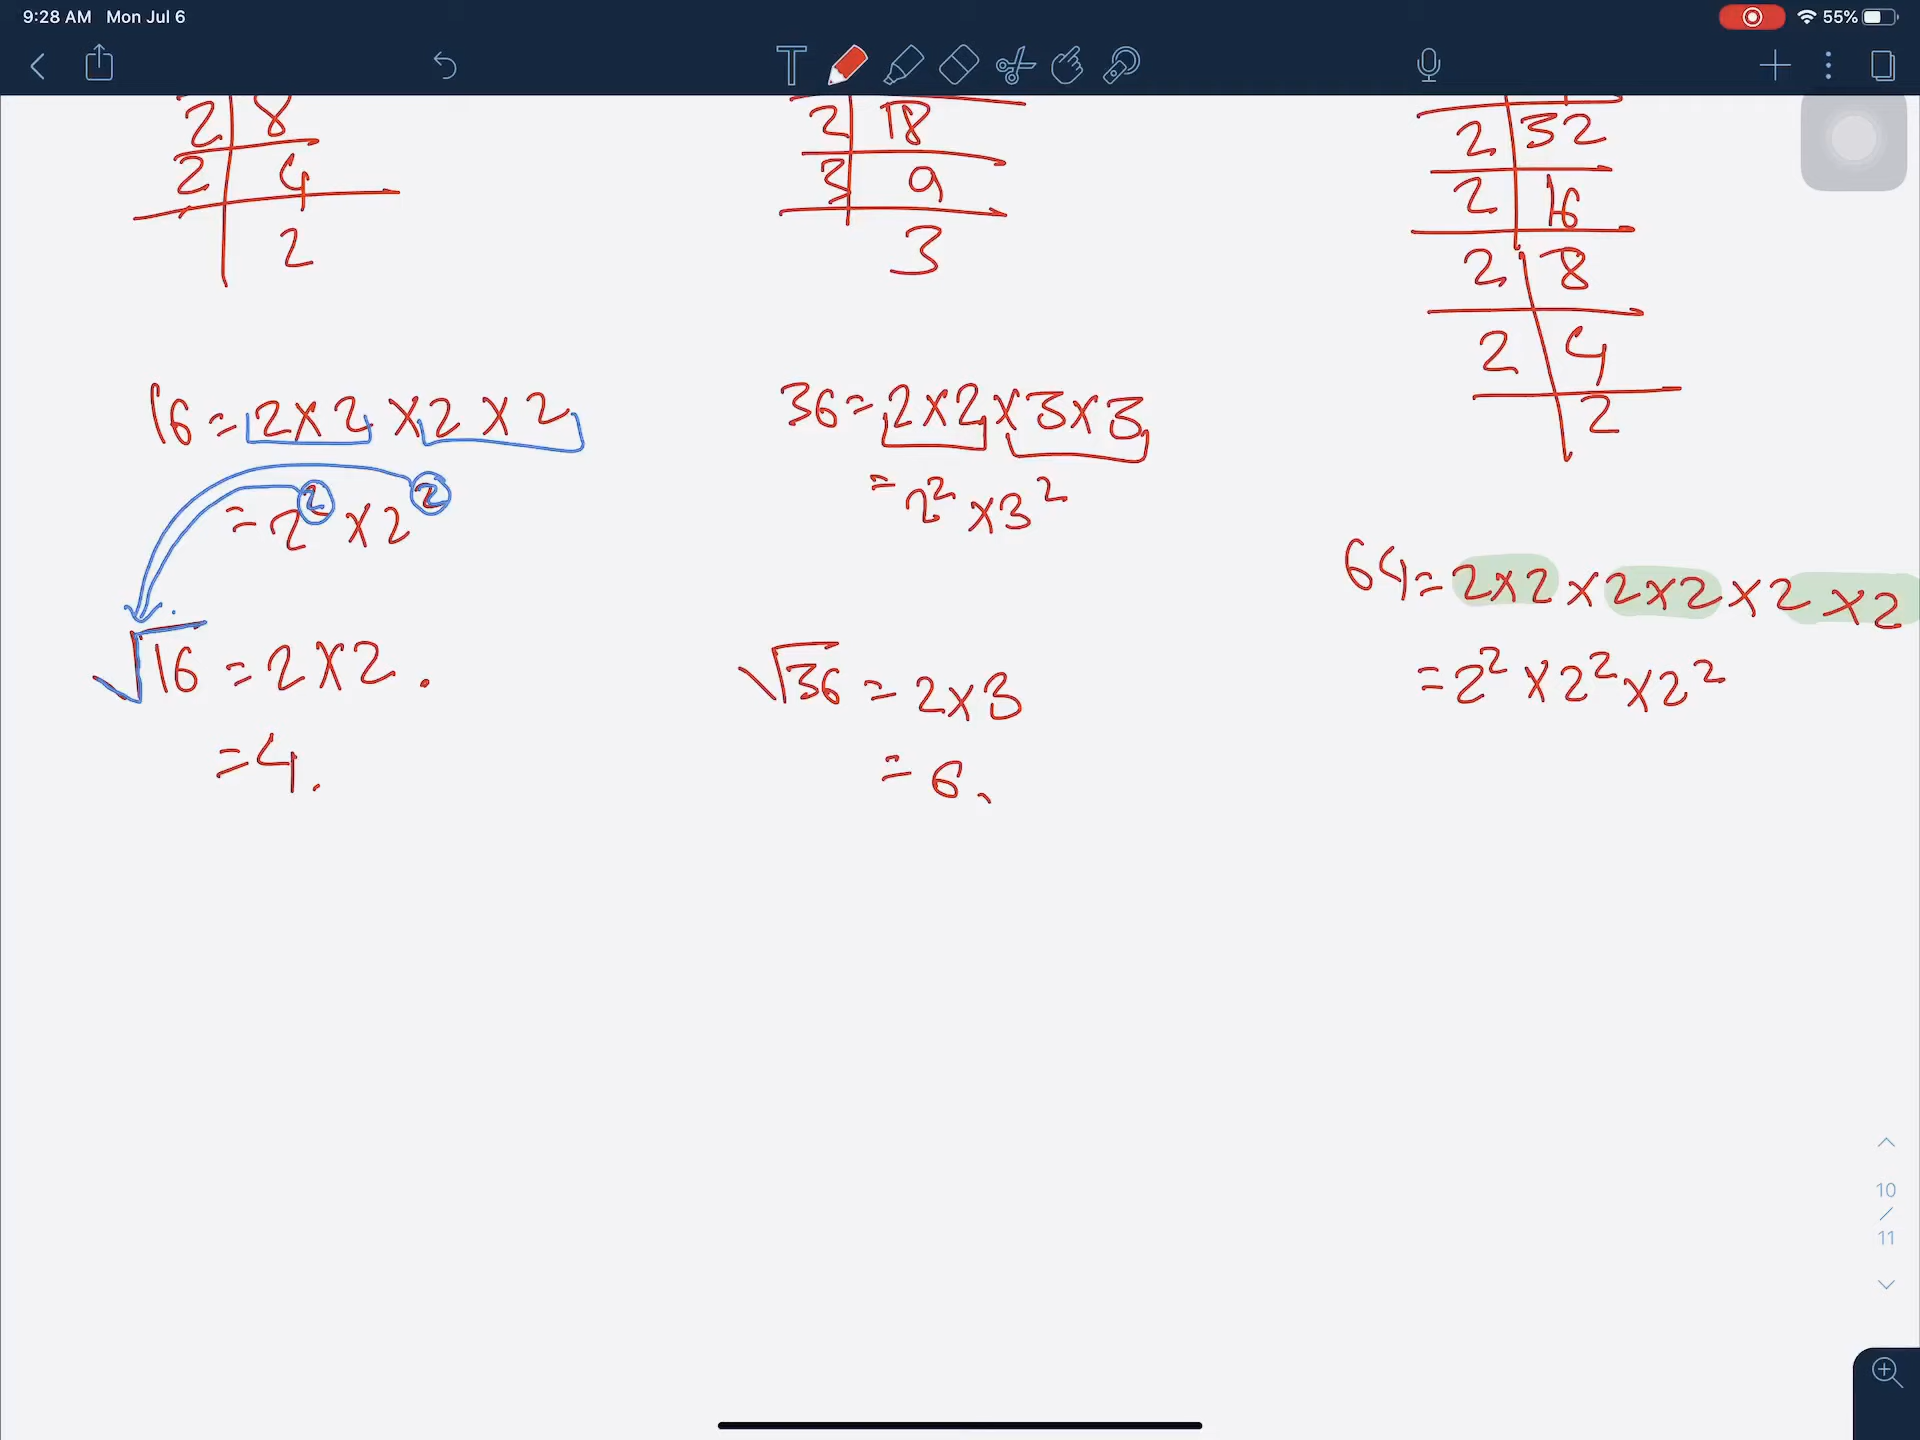 9:28 AM Mon Jul 6
55%
2 8
2 4
2
2 18
3 9
3
2 32
2 16
2 8
2 4
2
16 = 2 × 2 × 2 × 2
= 2² × 2²
√16 = 2 × 2.
= 4.
36 = 2 × 2 × 3 × 3
= 2² × 3²
√36 = 2 × 3
= 6.
64 = 2 × 2 × 2 × 2 × 2 × 2
= 2² × 2² × 2²
10
/
11